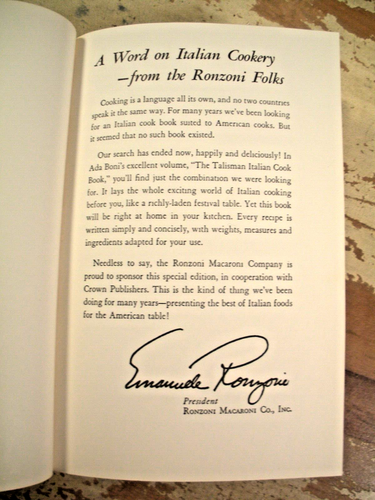 A Word on Italian Cookery
—from the Ronzoni Folks
Cooking is a language all its own, and no two countries
speak it the same way. For many years we've been looking
for an Italian cook book suited to American cooks. But
it seemed that no such book existed.
Our search has ended now, happily and deliciously! In
Ada Boni's excellent volume, "The Talisman Italian Cook
Book," you'll find just the combination we were looking
for. It lays the whole exciting world of Italian cooking
before you, like a richly-laden festival table. Yet this book
will be right at home in your kitchen. Every recipe is
written simply and concisely, with weights, measures and
ingredients adapted for your use.
Needless to say, the Ronzoni Macaroni Company is
proud to sponsor this special edition, in cooperation with
Crown Publishers. This is the kind of thing we've been
doing for many years—presenting the best of Italian foods
for the American table!
Emanuele Ronzoni
President
Ronzoni Macaroni Co., Inc.